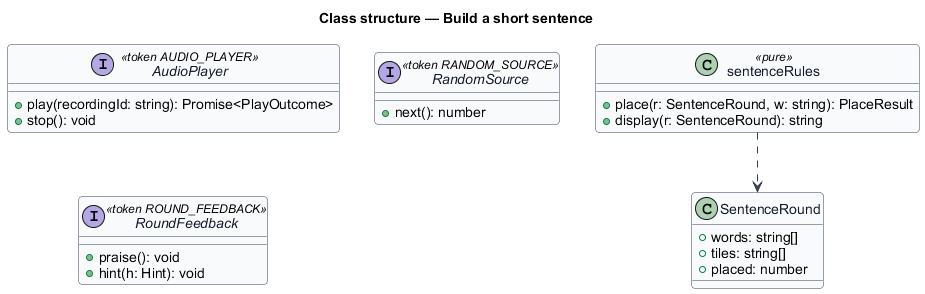 Class structure — Build a short sentence
I
«token AUDIO_PLAYER»
AudioPlayer
play(recordingId: string): Promise<PlayOutcome>
stop(): void
I
«token RANDOM_SOURCE»
RandomSource
next(): number
C
«pure»
sentenceRules
place(r: SentenceRound, w: string): PlaceResult
display(r: SentenceRound): string
I
«token ROUND_FEEDBACK»
RoundFeedback
praise(): void
hint(h: Hint): void
C
SentenceRound
words: string[]
tiles: string[]
placed: number